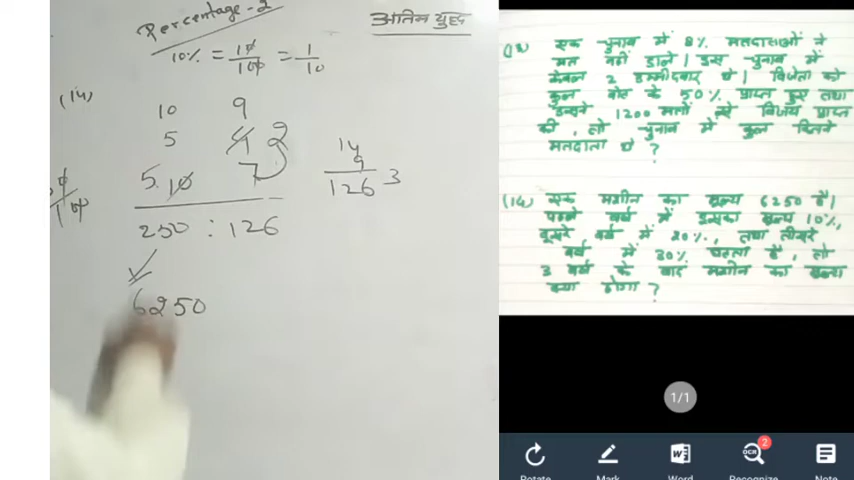 Percentage-2
अंतिम युद्ध
10% = 10/100 = 1/10
(14)
10 9
5 4 2
5 10 7
14
9
126 3
250 : 126
6250
(13) एक चुनाव में 8% मतदाताओं ने
मत नहीं डाले। इस चुनाव में
केवल 2 उम्मीदवार थे। विजेता को
कुल वोट के 50% प्राप्त हुए तथा
उसने 1200 मतों से विजय प्राप्त
की, तो चुनाव में कुल कितने
मतदाता थे ?
(14) एक मशीन का मूल्य 6250 है।
पहले वर्ष में इसका मूल्य 10%,
दूसरे वर्ष में 20%, तथा तीसरे
वर्ष में 30% घटता है, तो
3 वर्ष के बाद मशीन का मूल्य
क्या होगा ?
1/1
2
Rotate Mark Word Recognize Note